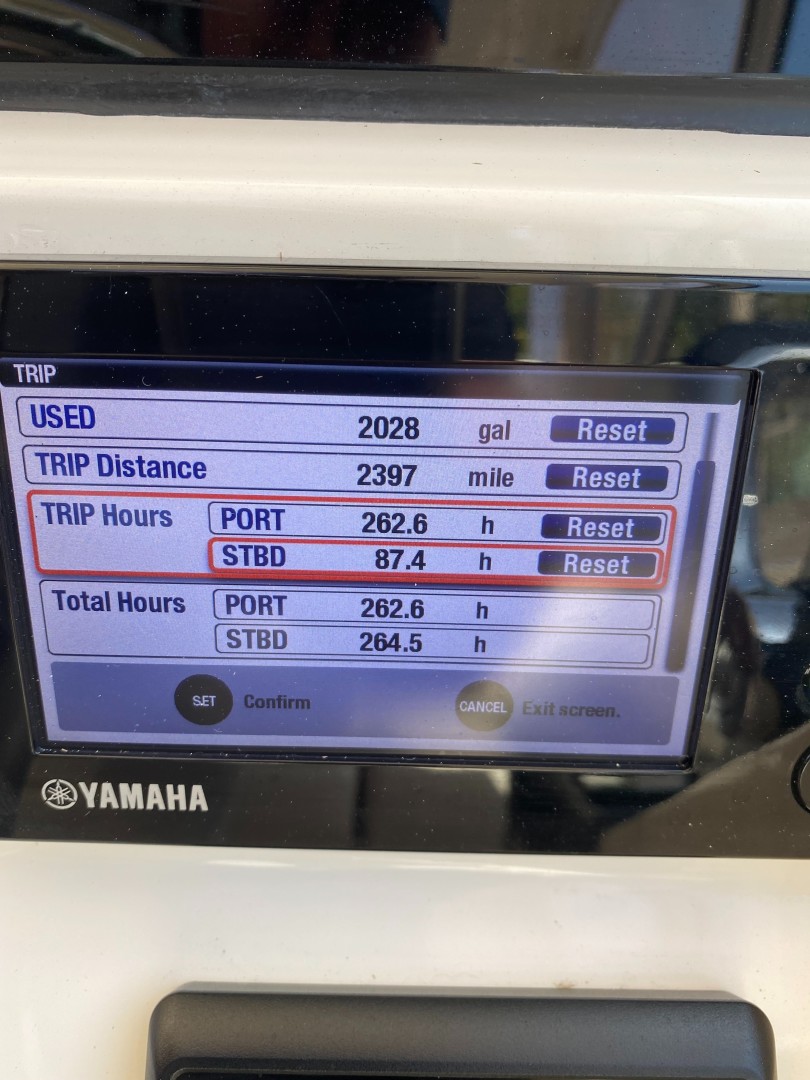 TRIP
USED 2028 gal Reset
TRIP Distance 2397 mile Reset
TRIP Hours PORT 262.6 h Reset
STBD 87.4 h Reset
Total Hours PORT 262.6 h
STBD 264.5 h
SET Confirm CANCEL Exit screen.
YAMAHA